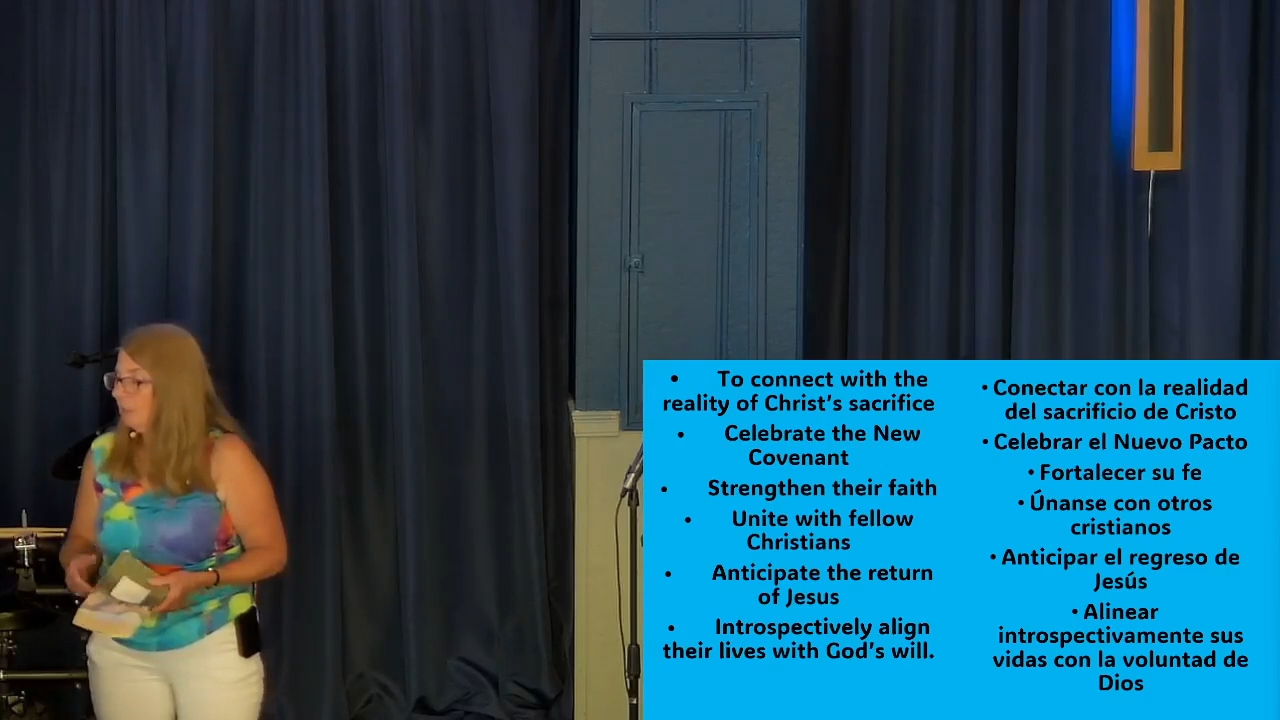 • To connect with the
reality of Christ's sacrifice
• Celebrate the New
Covenant
• Strengthen their faith
• Unite with fellow
Christians
• Anticipate the return
of Jesus
• Introspectively align
their lives with God's will.
• Conectar con la realidad
del sacrificio de Cristo
• Celebrar el Nuevo Pacto
• Fortalecer su fe
• Únanse con otros
cristianos
• Anticipar el regreso de
Jesús
• Alinear
introspectivamente sus
vidas con la voluntad de
Dios